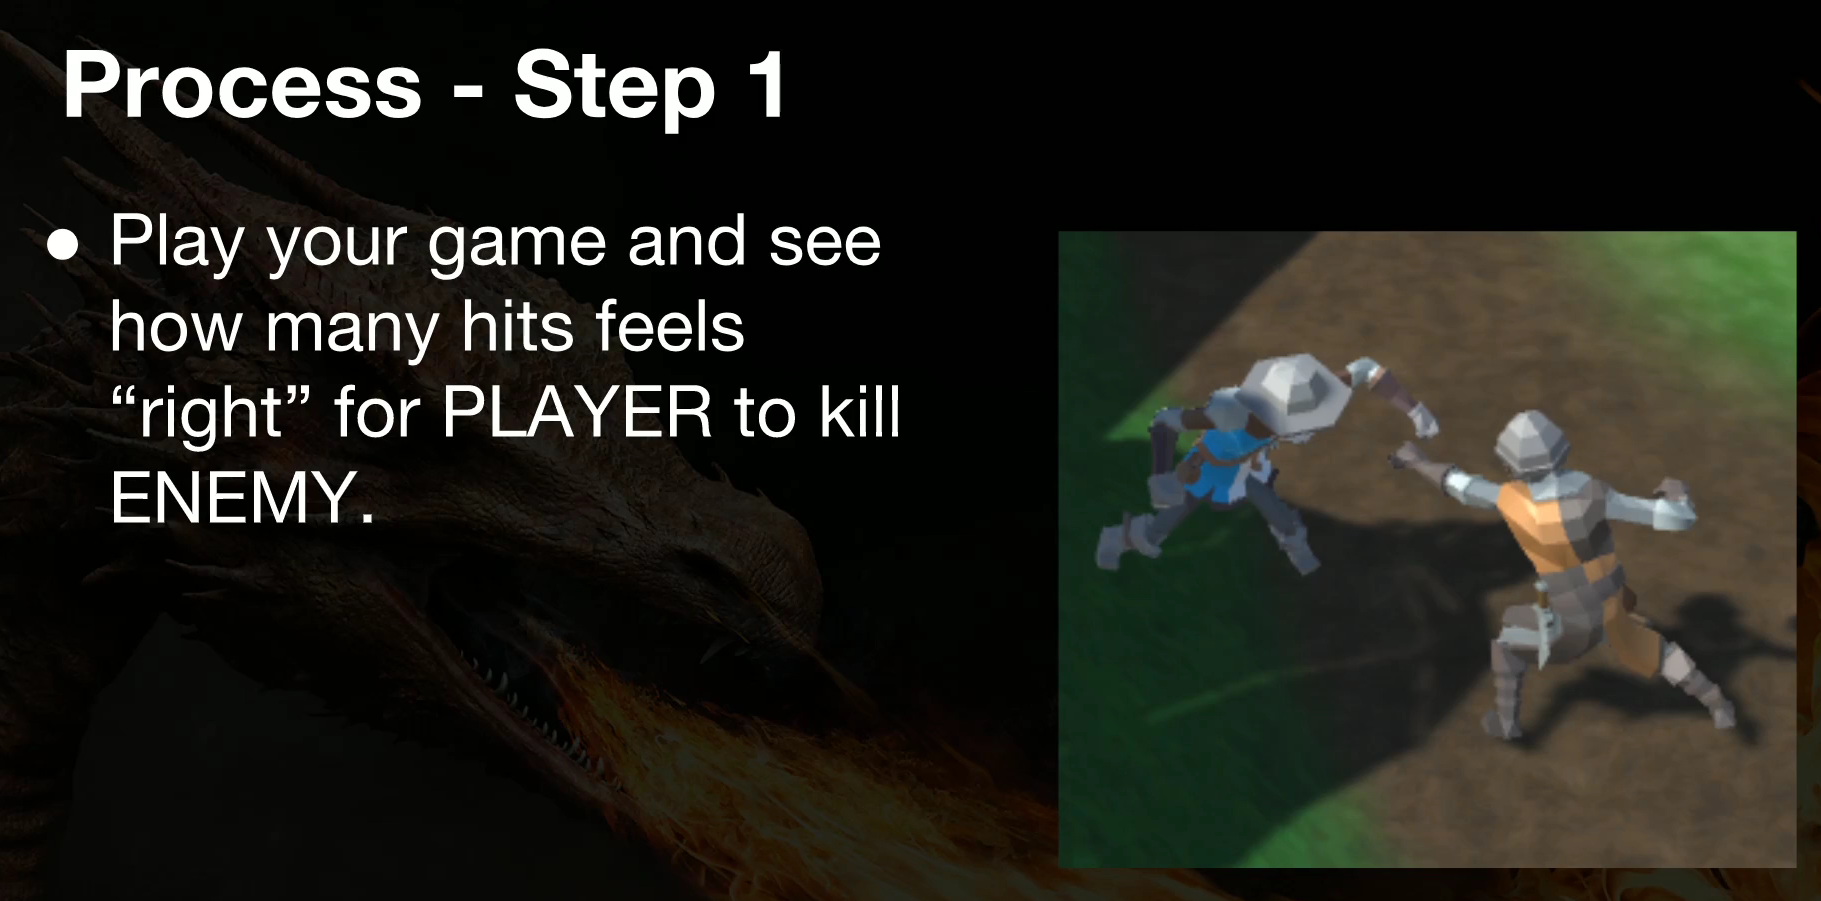 Process - Step 1
● Play your game and see
how many hits feels
“right” for PLAYER to kill
ENEMY.